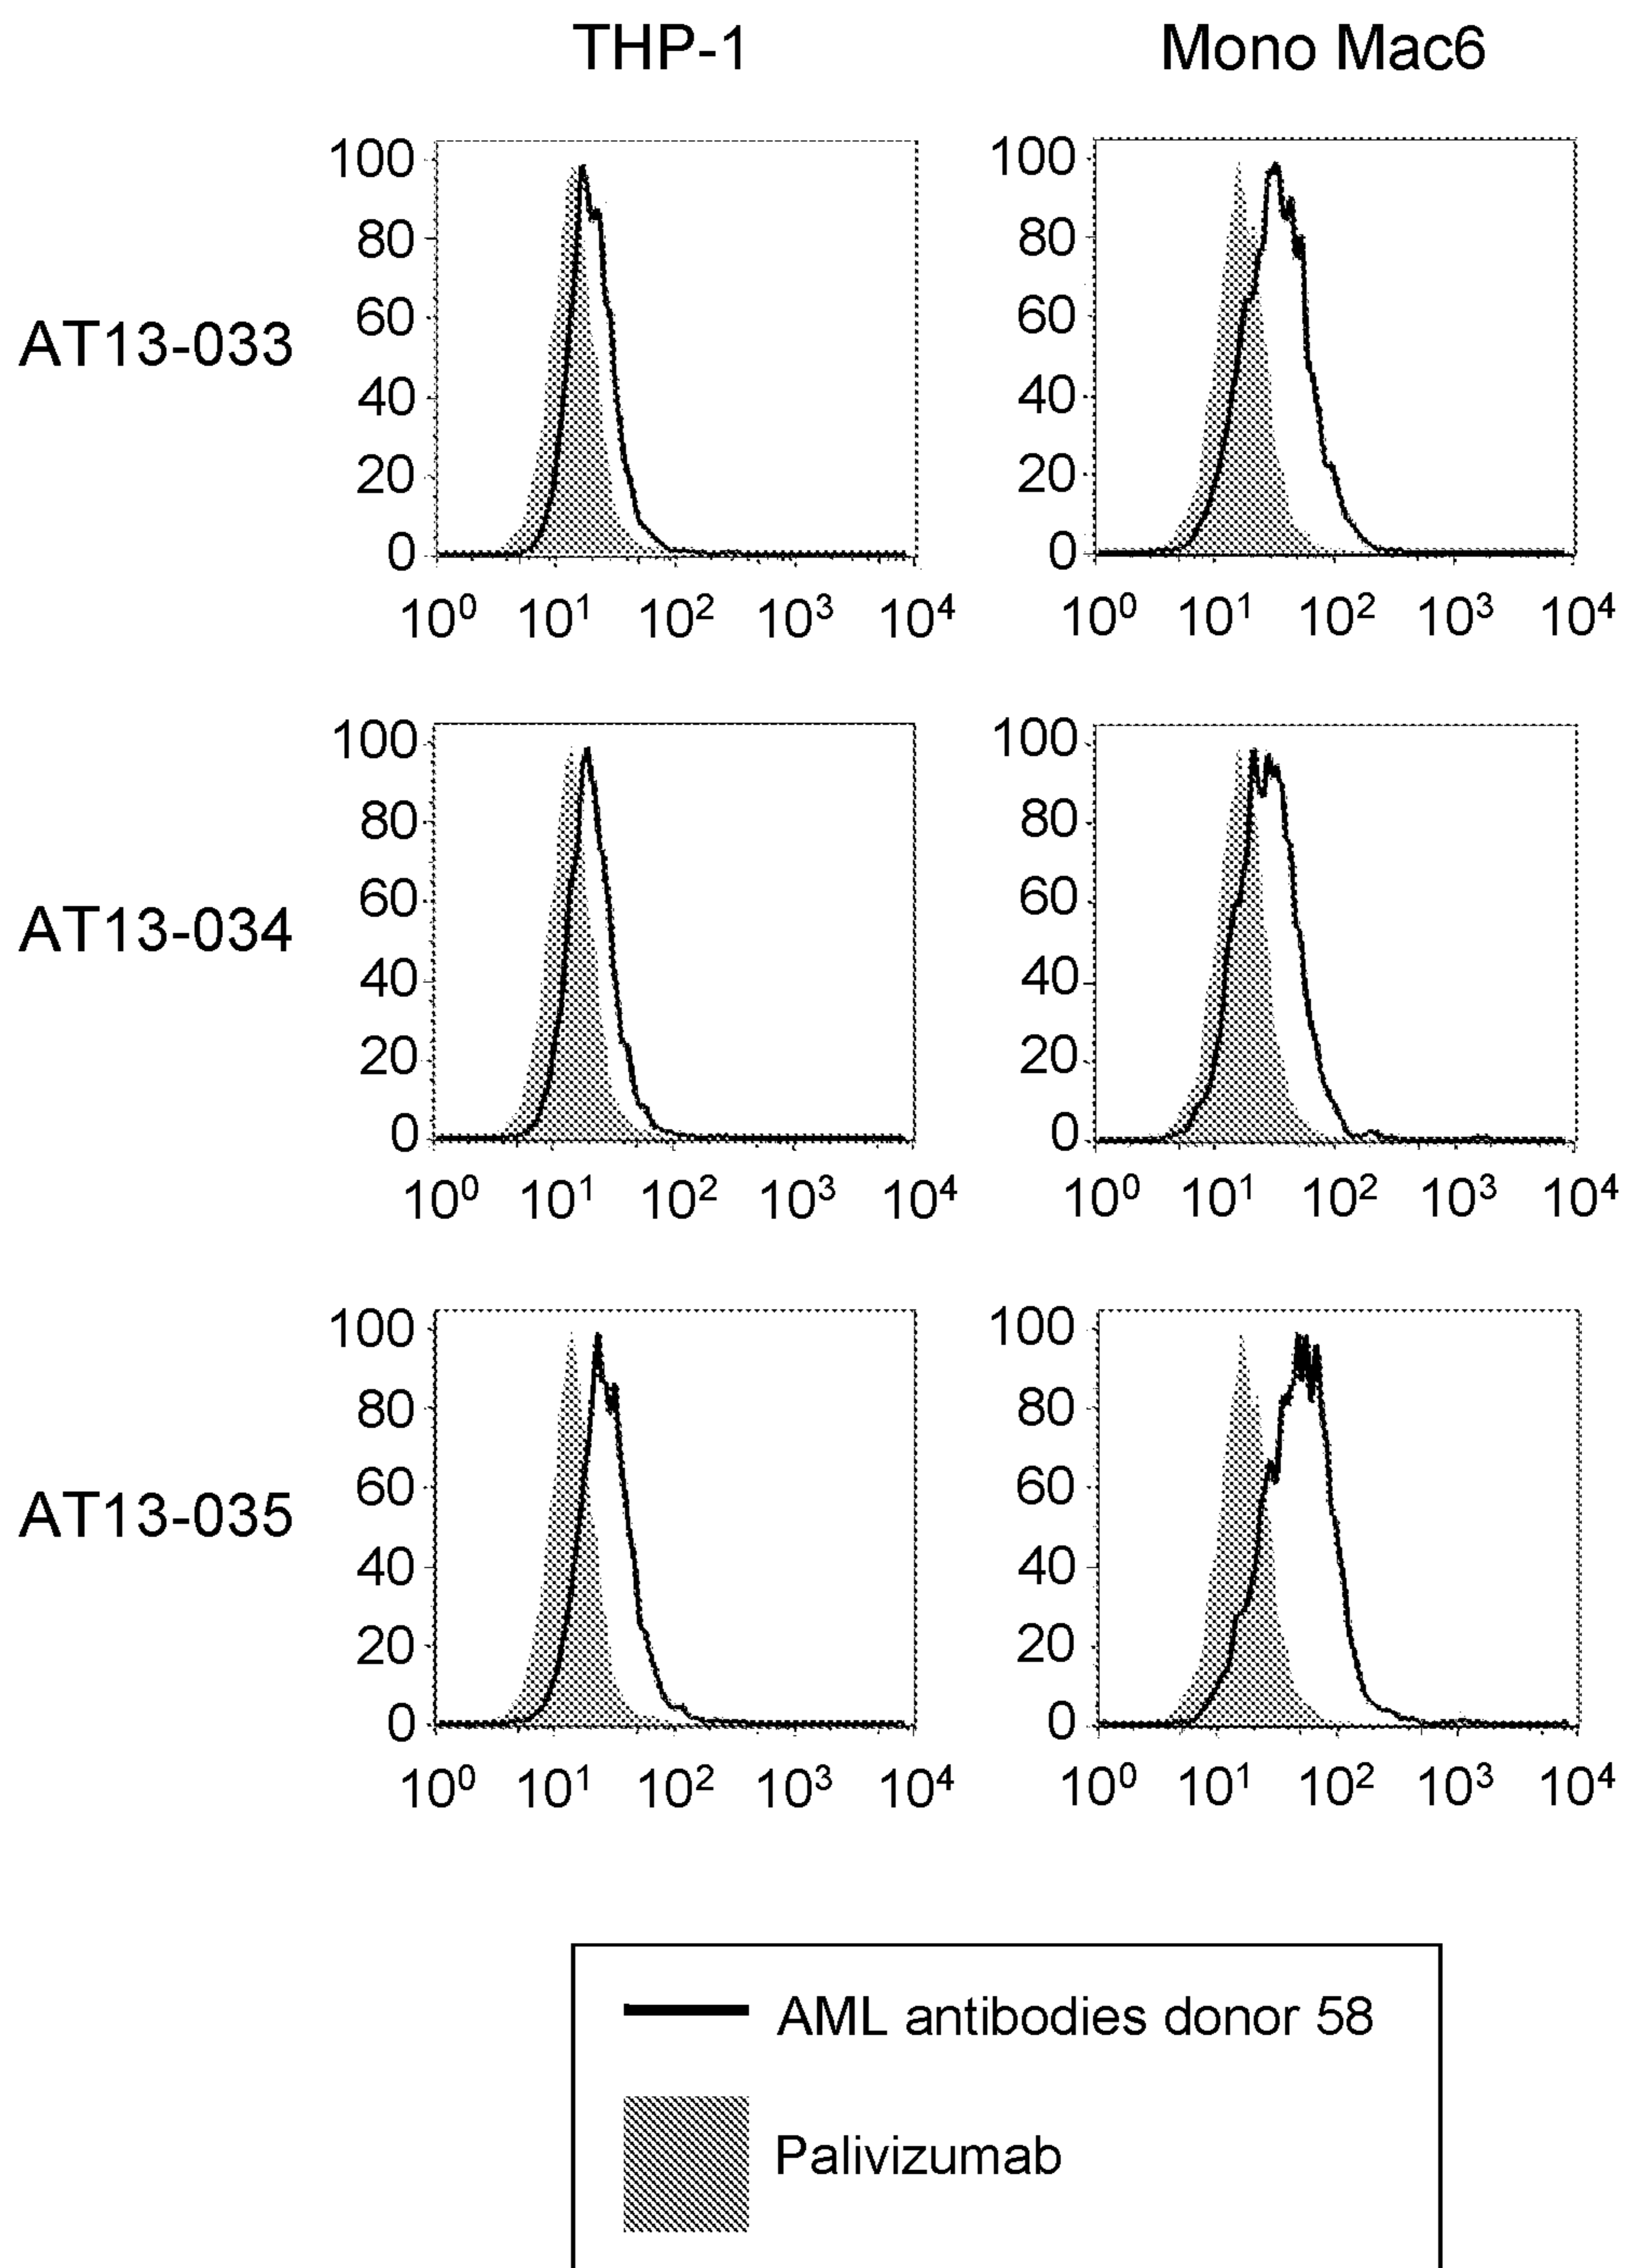 THP-1 Mono Mac6
AT13-033
100 80 60 40 20 0
10⁰ 10¹ 10² 10³ 10⁴
100 80 60 40 20 0
10⁰ 10¹ 10² 10³ 10⁴
AT13-034
100 80 60 40 20 0
10⁰ 10¹ 10² 10³ 10⁴
100 80 60 40 20 0
10⁰ 10¹ 10² 10³ 10⁴
AT13-035
100 80 60 40 20 0
10⁰ 10¹ 10² 10³ 10⁴
100 80 60 40 20 0
10⁰ 10¹ 10² 10³ 10⁴
AML antibodies donor 58
Palivizumab